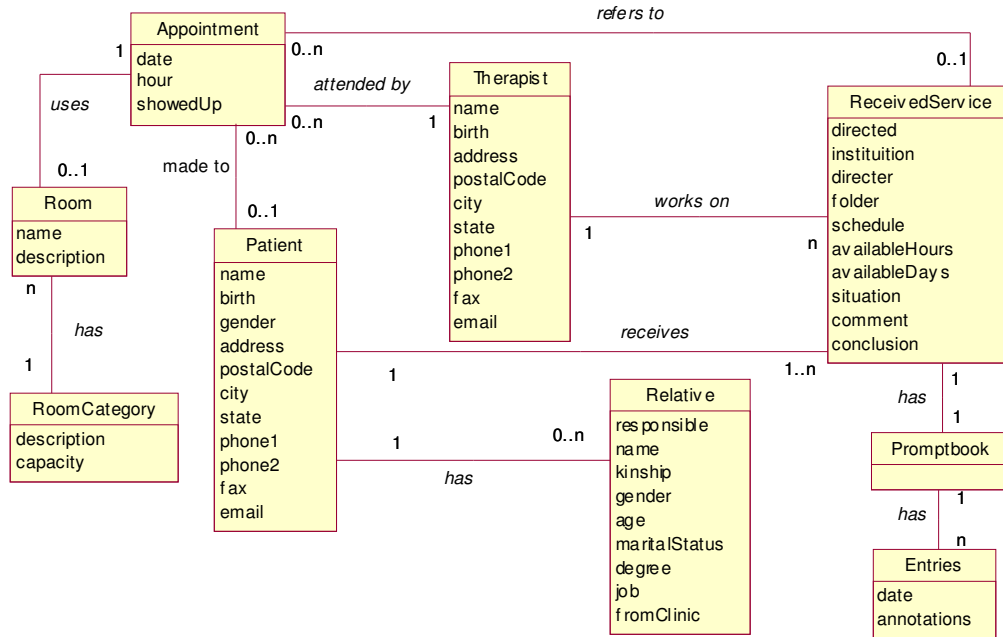 refers to
Appointment
1
0..n
date
hour
showedUp
0..1
attended by
Therapist
uses
0..n
0..n
1
name
birth
address
postalCode
city
state
phone1
phone2
fax
email
ReceivedService
directed
instituition
directer
folder
schedule
availableHours
availableDays
situation
comment
conclusion
made to
0..1
0..1
works on
1
n
Room
name
description
n
Patient
name
birth
gender
address
postalCode
city
state
phone1
phone2
fax
email
has
1
receives
1
1..n
RoomCategory
description
capacity
Relative
responsible
name
kinship
gender
age
maritalStatus
degree
job
fromClinic
1
0..n
has
1
has
1
Promptbook
1
has
n
Entries
date
annotations